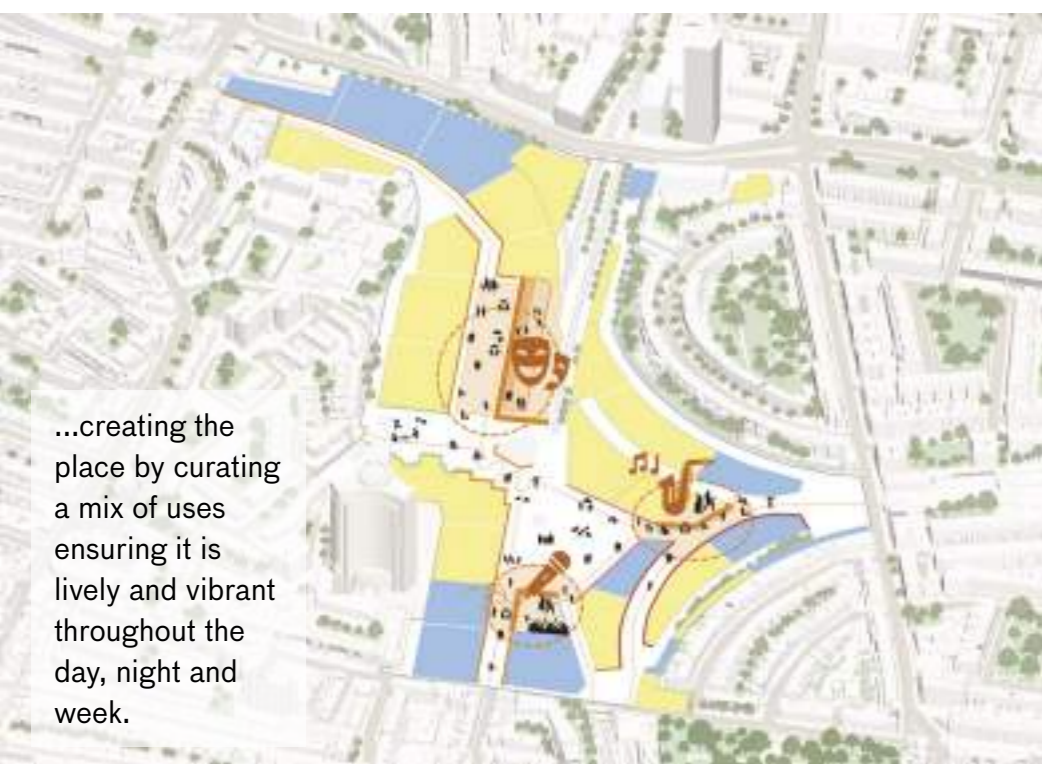 ...creating the
place by curating
a mix of uses
ensuring it is
lively and vibrant
throughout the
day, night and
week.